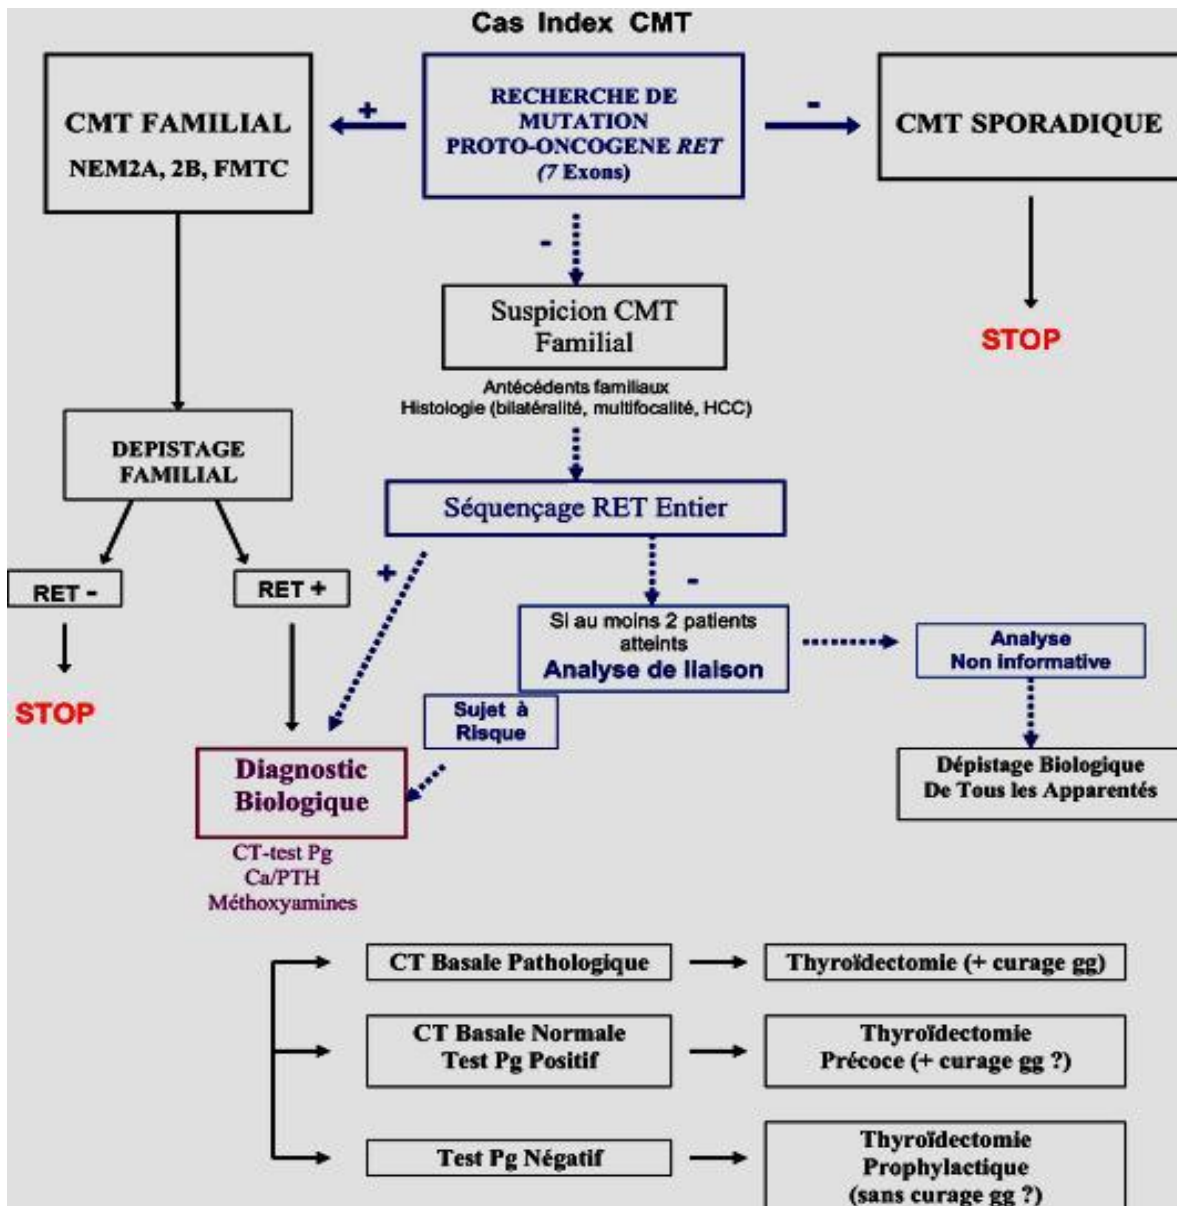 Cas Index CMT
CMT FAMILIAL
NEM2A, 2B, FMTC
+
RECHERCHE DE
MUTATION
PROTO-ONCOGENE RET
(7 Exons)
-
CMT SPORADIQUE
STOP
-
Suspicion CMT
Familial
Antécédents familiaux
Histologie (bilatéralité, multifocalité, HCC)
DEPISTAGE
FAMILIAL
RET -
RET +
STOP
Séquençage RET Entier
+
-
Si au moins 2 patients
atteints
Analyse de liaison
Analyse
Non informative
Sujet à
Risque
Dépistage Biologique
De Tous les Apparentés
Diagnostic
Biologique
CT-test Pg
Ca/PTH
Méthoxyamines
CT Basale Pathologique
Thyroïdectomie (+ curage gg)
CT Basale Normale
Test Pg Positif
Thyroïdectomie
Précoce (+ curage gg ?)
Test Pg Négatif
Thyroïdectomie
Prophylactique
(sans curage gg ?)